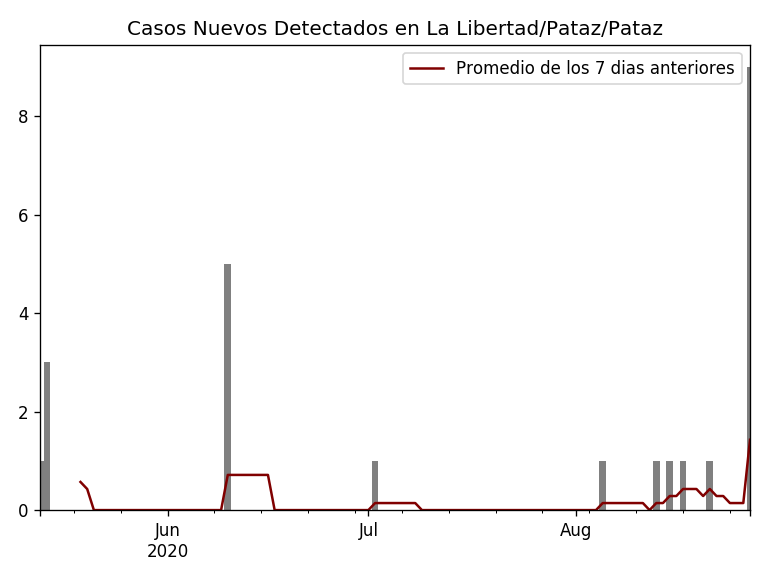 Casos Nuevos Detectados en La Libertad/Pataz/Pataz
Promedio de los 7 dias anteriores
8
6
4
2
0
Jun
2020
Jul
Aug